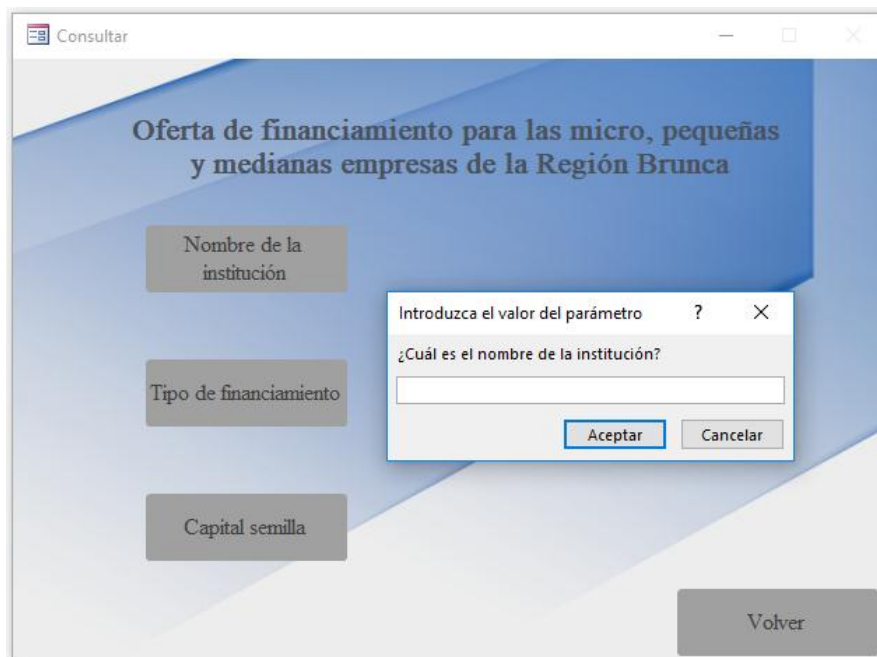 Consultar
Oferta de financiamiento para las micro, pequeñas
y medianas empresas de la Región Brunca
Nombre de la
institución
Introduzca el valor del parámetro ?
¿Cuál es el nombre de la institución?
Aceptar Cancelar
Tipo de financiamiento
Capital semilla
Volver